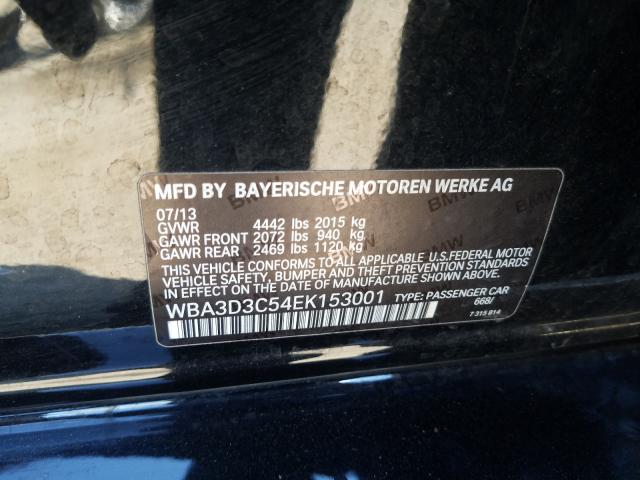 MFD BY BAYERISCHE MOTOREN WERKE AG
07/13
GVWR 4442 lbs 2015 kg
GAWR FRONT 2072 lbs 940 kg
GAWR REAR 2469 lbs 1120 kg
THIS VEHICLE CONFORMS TO ALL APPLICABLE U.S.FEDERAL MOTOR
VEHICLE SAFETY, BUMPER AND THEFT PREVENTION STANDARDS
IN EFFECT ON THE DATE OF MANUFACTURE SHOWN ABOVE.
WBA3D3C54EK153001 TYPE: PASSENGER CAR
668/
7 315 814